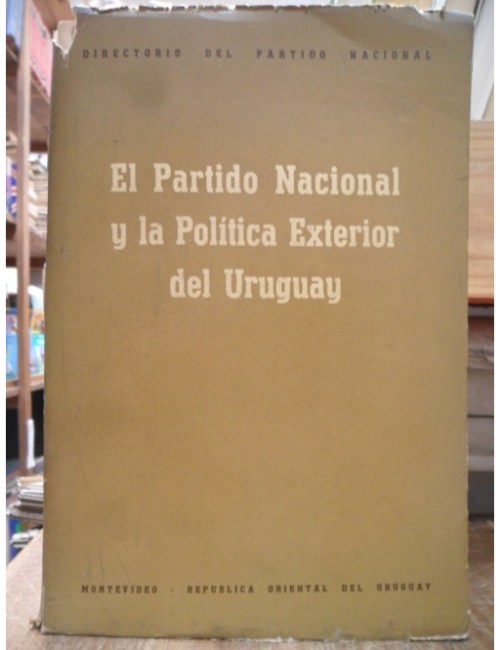 DIRECTORIO DEL PARTIDO NACIONAL
El Partido Nacional
y la Política Exterior
del Uruguay
MONTEVIDEO - REPUBLICA ORIENTAL DEL URUGUAY